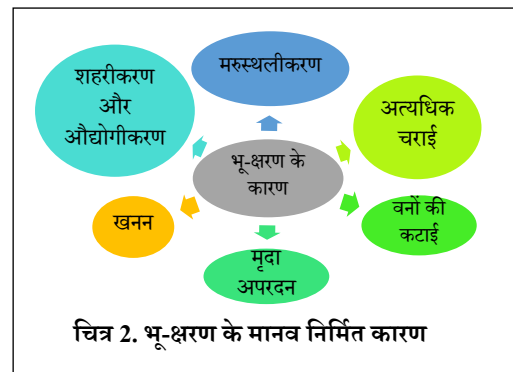 मरुस्थलीकरण
शहरीकरण
और
औद्योगीकरण
अत्यधिक
चराई
भू-क्षरण के
कारण
खनन
वनों की
कटाई
मृदा
अपरदन
चित्र 2. भू-क्षरण के मानव निर्मित कारण